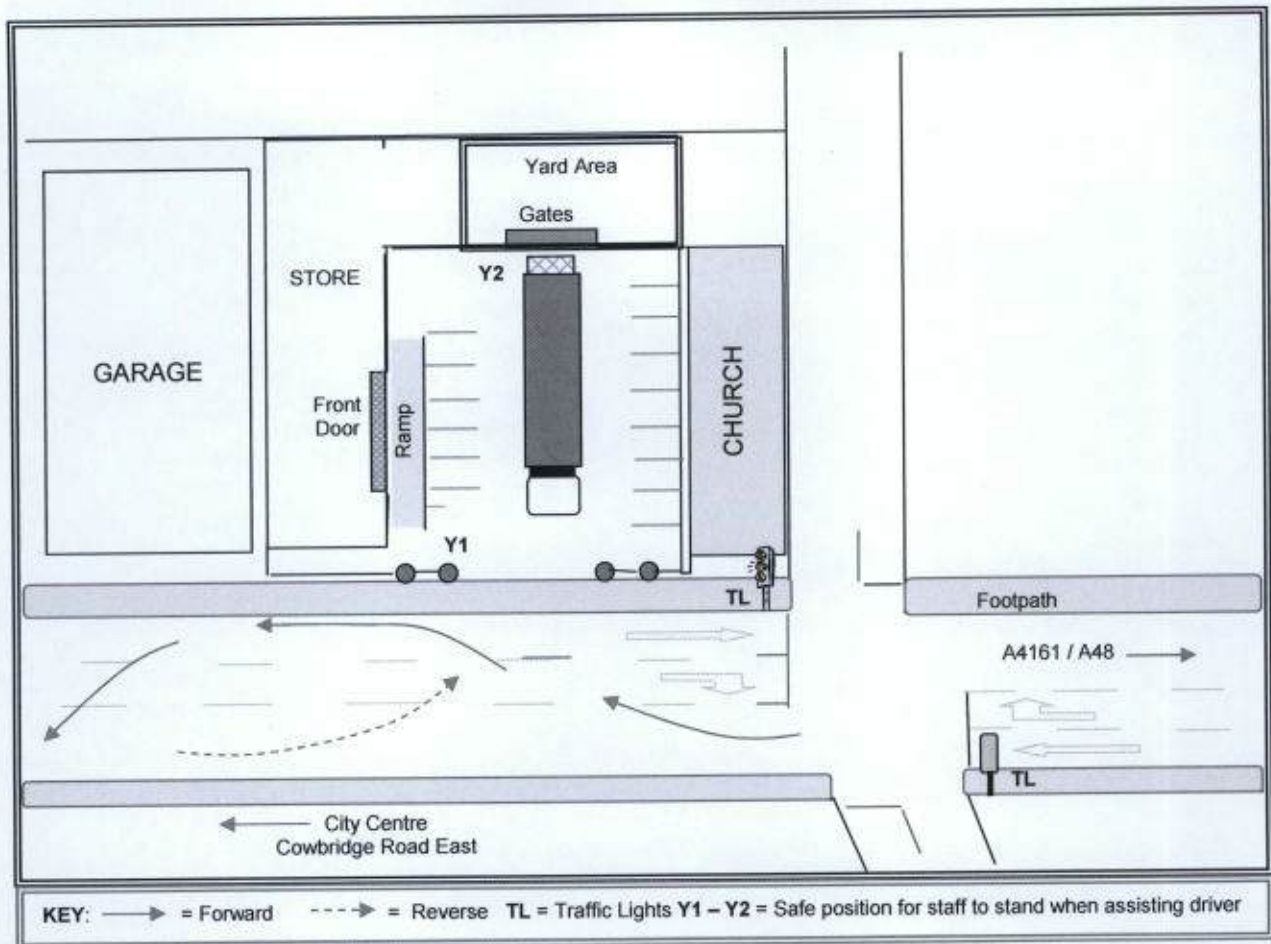 Yard Area
Gates
STORE
Y2
GARAGE
Front
Door
Ramp
CHURCH
Y1
TL
Footpath
A4161 / A48
TL
City Centre
Cowbridge Road East
KEY: = Forward = Reverse TL = Traffic Lights Y1 – Y2 = Safe position for staff to stand when assisting driver